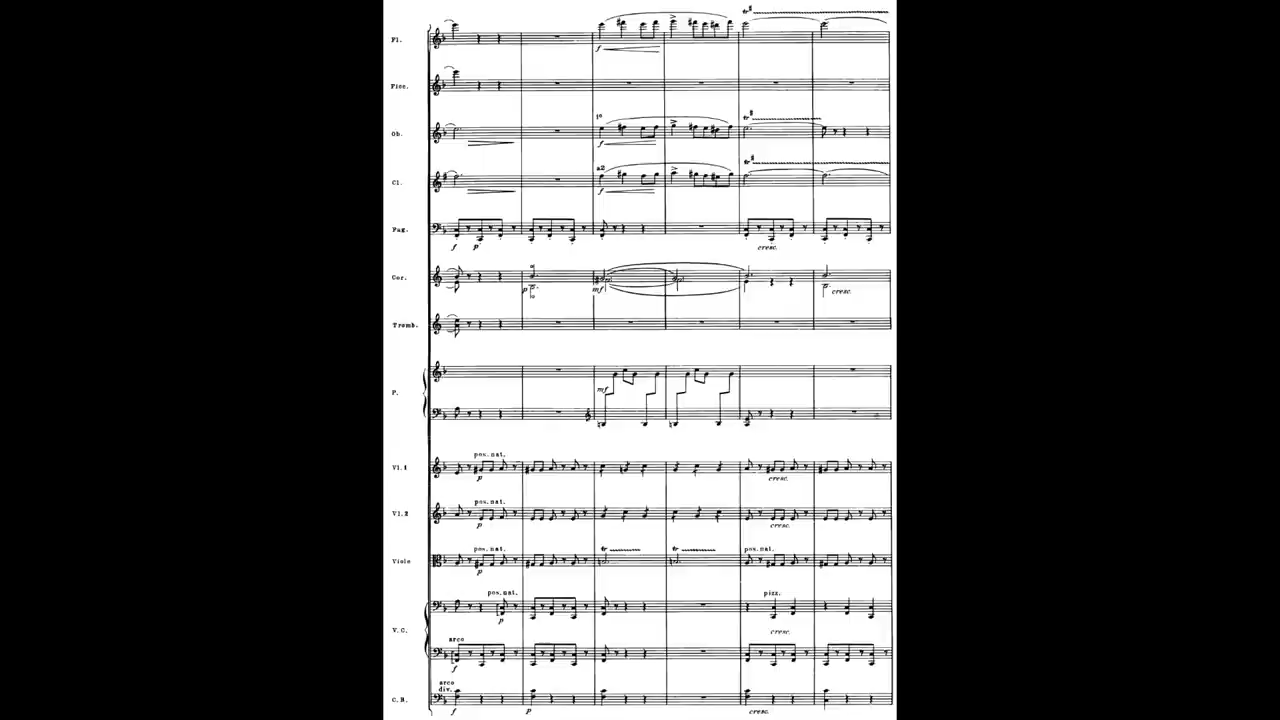 Fl.
f
Picc.
Ob.
1º
f
Cl.
a2
f
Fag.
f p
cresc.
Cor.
p
mf
cresc.
Tromb.
P.
mf
Vl. 1
pos. nat.
p
cresc.
Vl. 2
pos. nat.
p
cresc.
Viole
pos. nat.
pos. nat.
p
V. C.
pos. nat.
pizz.
p
cresc.
arco
f
C. B.
arco
div.
f
p
cresc.